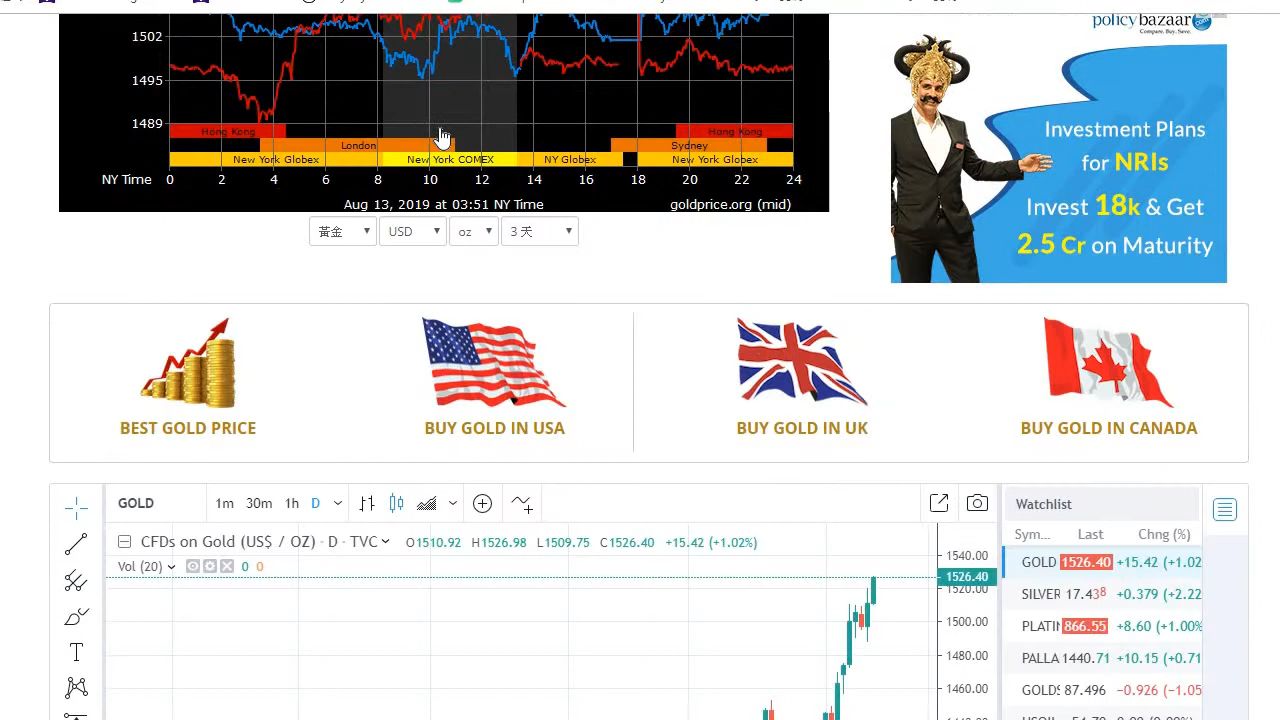 policybazaar.com
Compare. Buy. Save.
1502
1495
1489
Hong Kong
Hong Kong
London
Sydney
New York Globex
New York COMEX
NY Globex
New York Globex
NY Time
0
2
4
6
8
10
12
14
16
18
20
22
24
Aug 13, 2019 at 03:51 NY Time
goldprice.org (mid)
黃金
USD
oz
3 天
Investment Plans
for NRIs
Invest 18k & Get
2.5 Cr on Maturity
BEST GOLD PRICE
BUY GOLD IN USA
BUY GOLD IN UK
BUY GOLD IN CANADA
GOLD
1m
30m
1h
D
CFDs on Gold (US$ / OZ) · D · TVC
O1510.92 H1526.98 L1509.75 C1526.40 +15.42 (+1.02%)
Vol (20)
0
0
1540.00
1526.40
1520.00
1500.00
1480.00
1460.00
T
Watchlist
Sym... Last Chng (%)
GOLD 1526.40 +15.42 (+1.02
SILVER 17.438 +0.379 (+2.22
PLATI 866.55 +8.60 (+1.00%
PALLA 1440.71 +10.15 (+0.71
GOLDS 87.496 -0.926 (-1.05